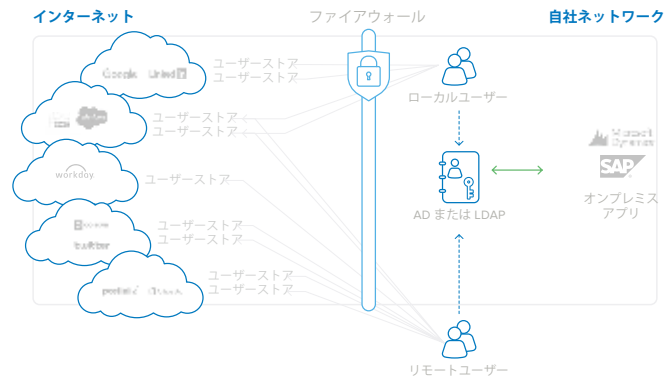 インターネット
ファイアウォール
自社ネットワーク
Google
Linked
ユーザーストア
ユーザーストア
ローカルユーザー
ユーザーストア
ユーザーストア
Microsoft
Dynamics
SAP
workday
ユーザーストア
オンプレミス
アプリ
AD または LDAP
ユーザーストア
ユーザーストア
twitter
ユーザーストア
ユーザーストア
リモートユーザー